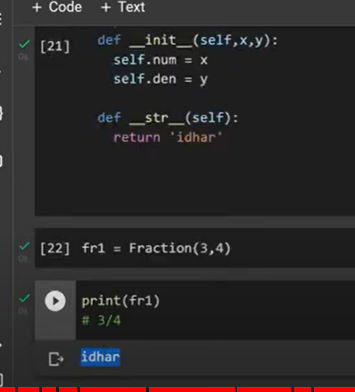 + Code + Text
[21] def __init__(self,x,y):
self.num = x
self.den = y
def __str__(self):
return 'idhar'
[22] fr1 = Fraction(3,4)
print(fr1)
# 3/4
idhar